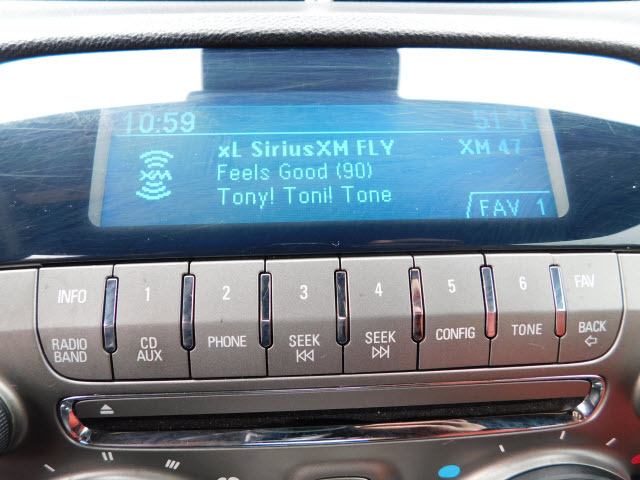 10:59 51°F
xL SiriusXM FLY XM 47
XM
Feels Good (90)
Tony! Toni! Tone
FAV 1
INFO 1 2 3 4 5 6 FAV
RADIO BAND
CD AUX
PHONE
SEEK
SEEK
CONFIG
TONE
BACK